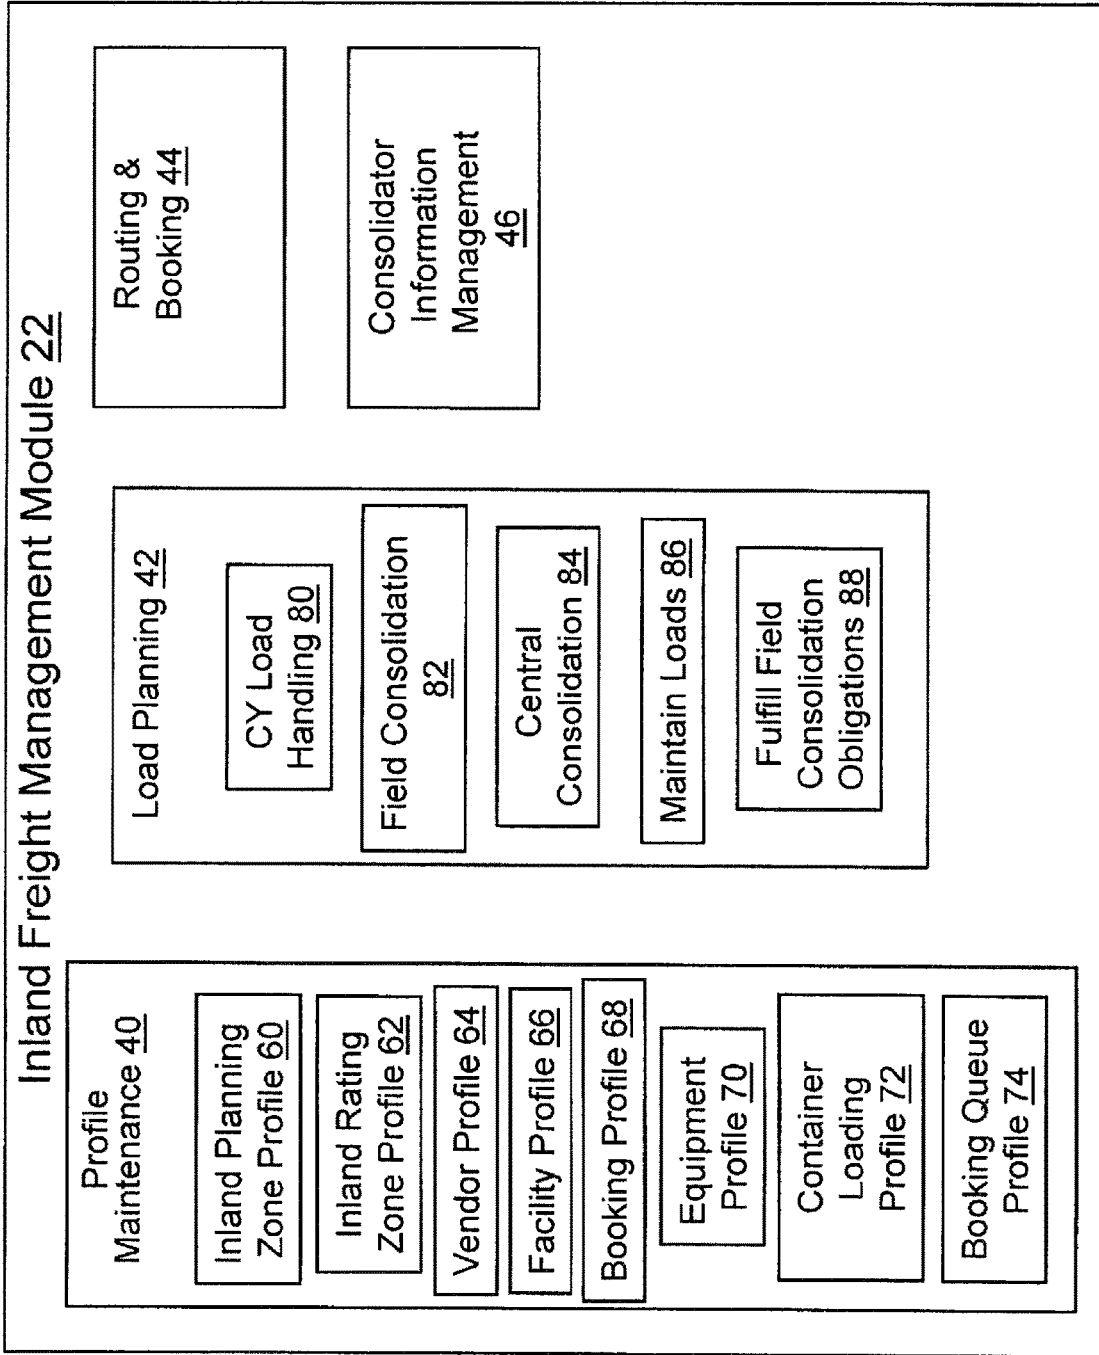 Inland Freight Management Module 22
Profile
Maintenance 40
Inland Planning
Zone Profile 60
Inland Rating
Zone Profile 62
Vendor Profile 64
Facility Profile 66
Booking Profile 68
Equipment
Profile 70
Container
Loading
Profile 72
Booking Queue
Profile 74
Load Planning 42
CY Load
Handling 80
Field Consolidation
82
Central
Consolidation 84
Maintain Loads 86
Fulfill Field
Consolidation
Obligations 88
Routing &
Booking 44
Consolidator
Information
Management
46